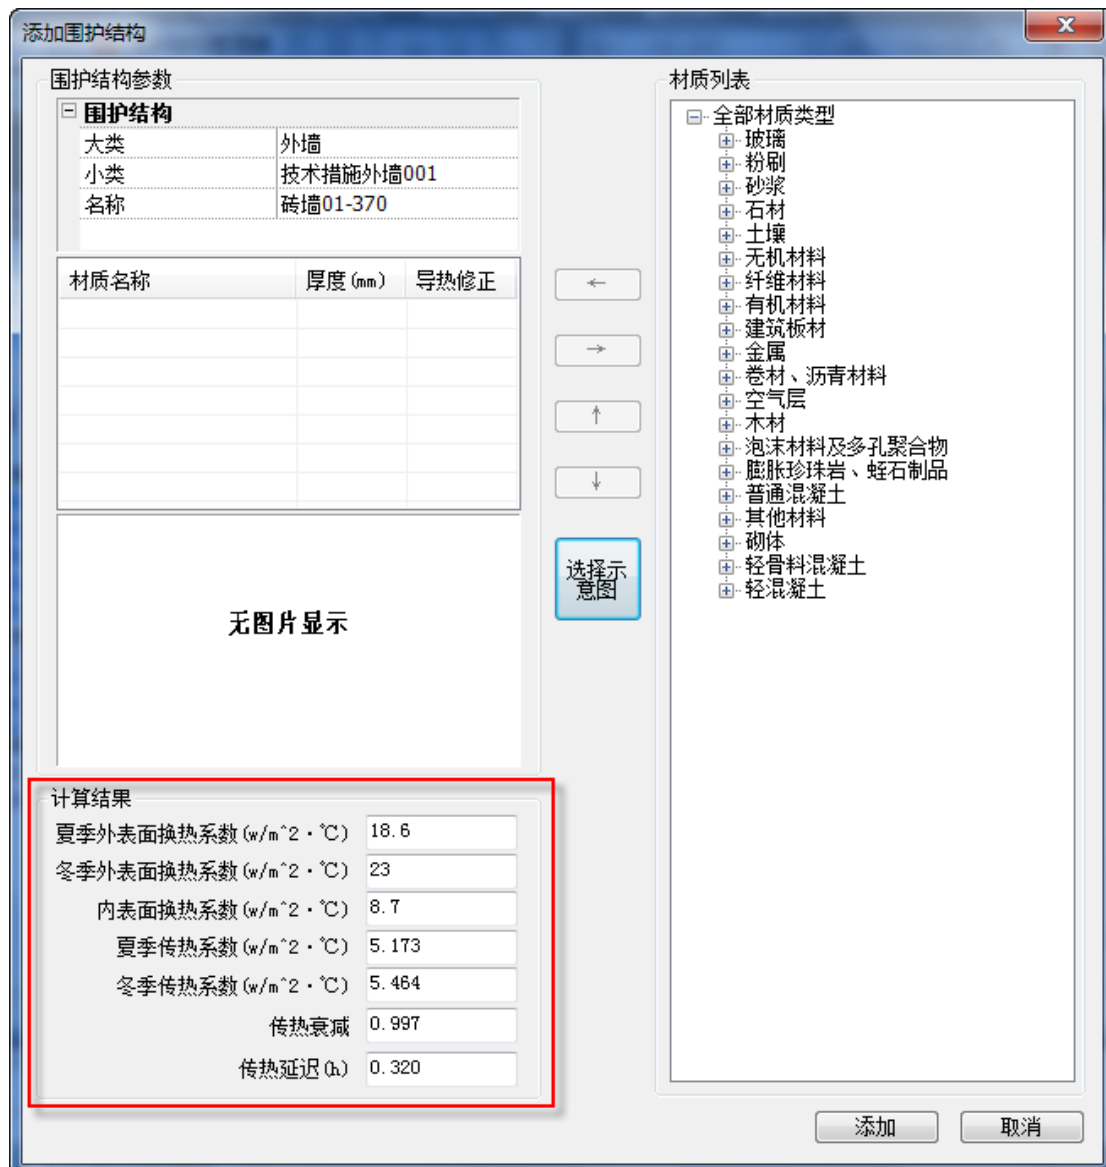 添加围护结构
围护结构参数
围护结构
大类 外墙
小类 技术措施外墙001
名称 砖墙01-370
材质名称 厚度(mm) 导热修正
无图片显示
←
→
↑
↓
选择示
意图
材质列表
全部材质类型
玻璃
粉刷
砂浆
石材
土壤
无机材料
纤维材料
有机材料
建筑板材
金属
卷材、沥青材料
空气层
木材
泡沫材料及多孔聚合物
膨胀珍珠岩、蛭石制品
普通混凝土
其他材料
砌体
轻骨料混凝土
轻混凝土
计算结果
夏季外表面换热系数(w/m^2·℃) 18.6
冬季外表面换热系数(w/m^2·℃) 23
内表面换热系数(w/m^2·℃) 8.7
夏季传热系数(w/m^2·℃) 5.173
冬季传热系数(w/m^2·℃) 5.464
传热衰减 0.997
传热延迟(h) 0.320
添加 取消